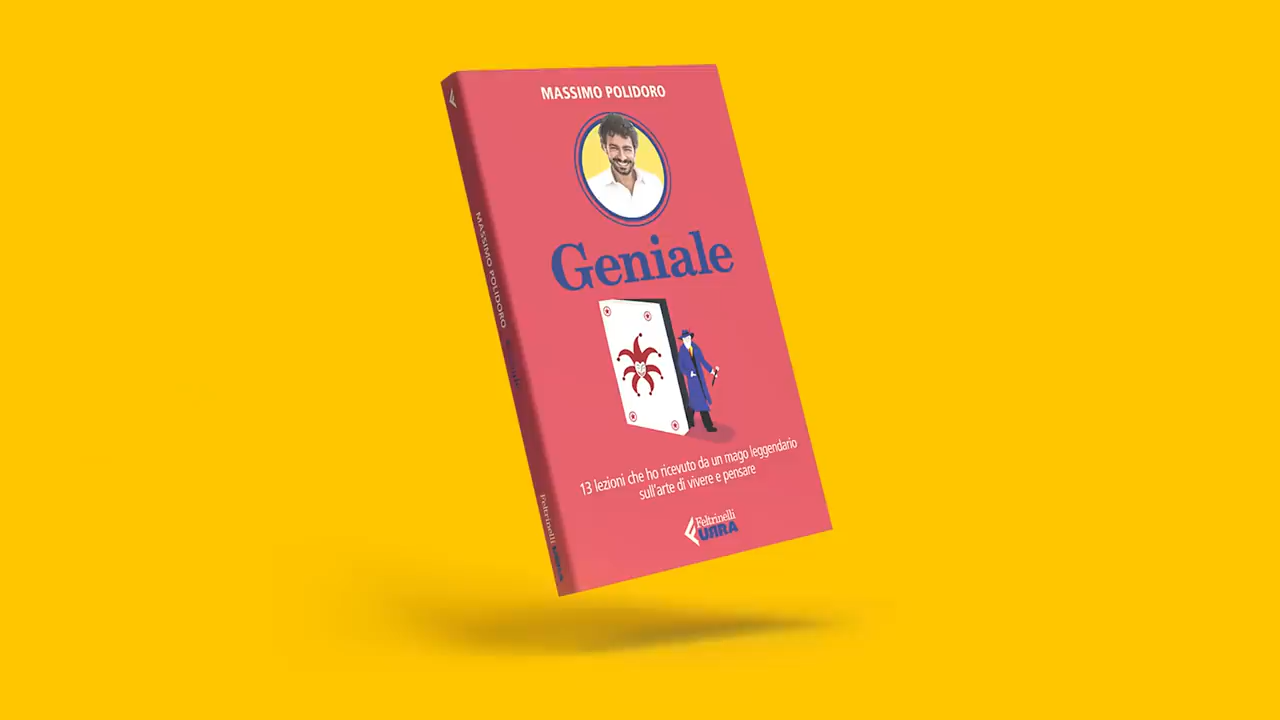 MASSIMO POLIDORO
Geniale
13 lezioni che ho ricevuto da un mago leggendario
sull'arte di vivere e pensare
Feltrinelli
URRA
MASSIMO POLIDORO
Feltrinelli URRA